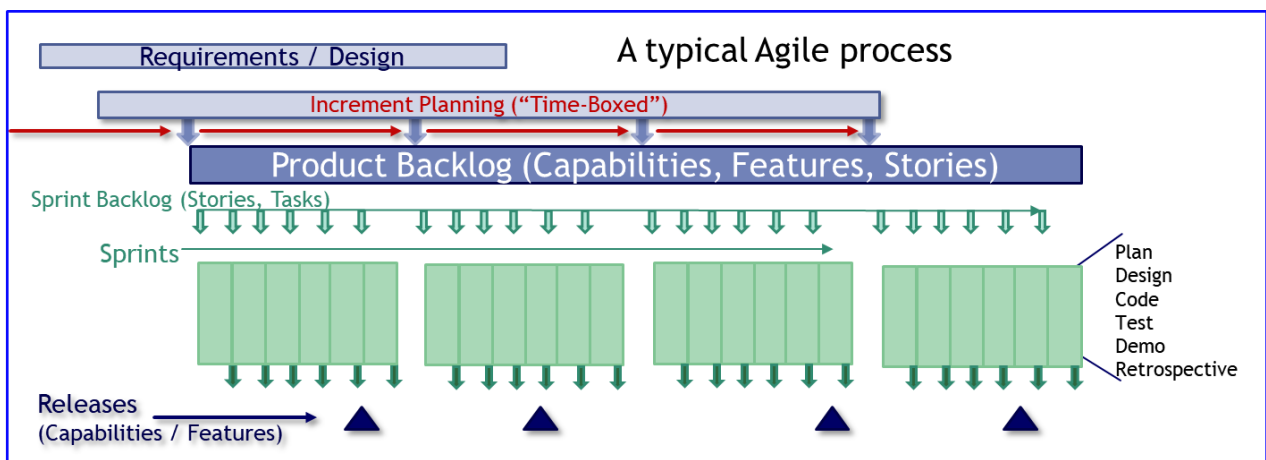 A typical Agile process
Requirements / Design
Increment Planning (“Time-Boxed”)
Product Backlog (Capabilities, Features, Stories)
Sprint Backlog (Stories, Tasks)
Sprints
Plan
Design
Code
Test
Demo
Retrospective
Releases
(Capabilities / Features)